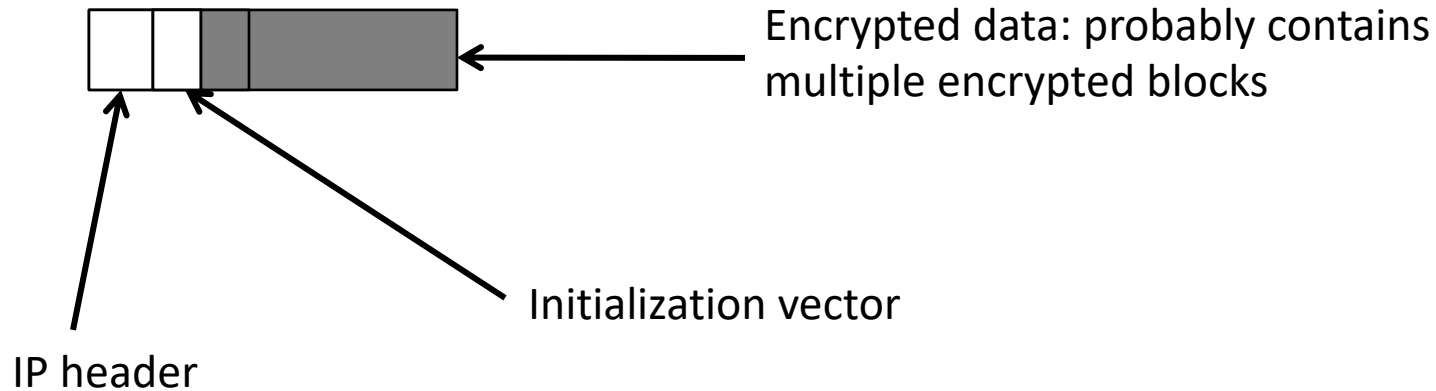 Encrypted data: probably contains
multiple encrypted blocks
Initialization vector
IP header